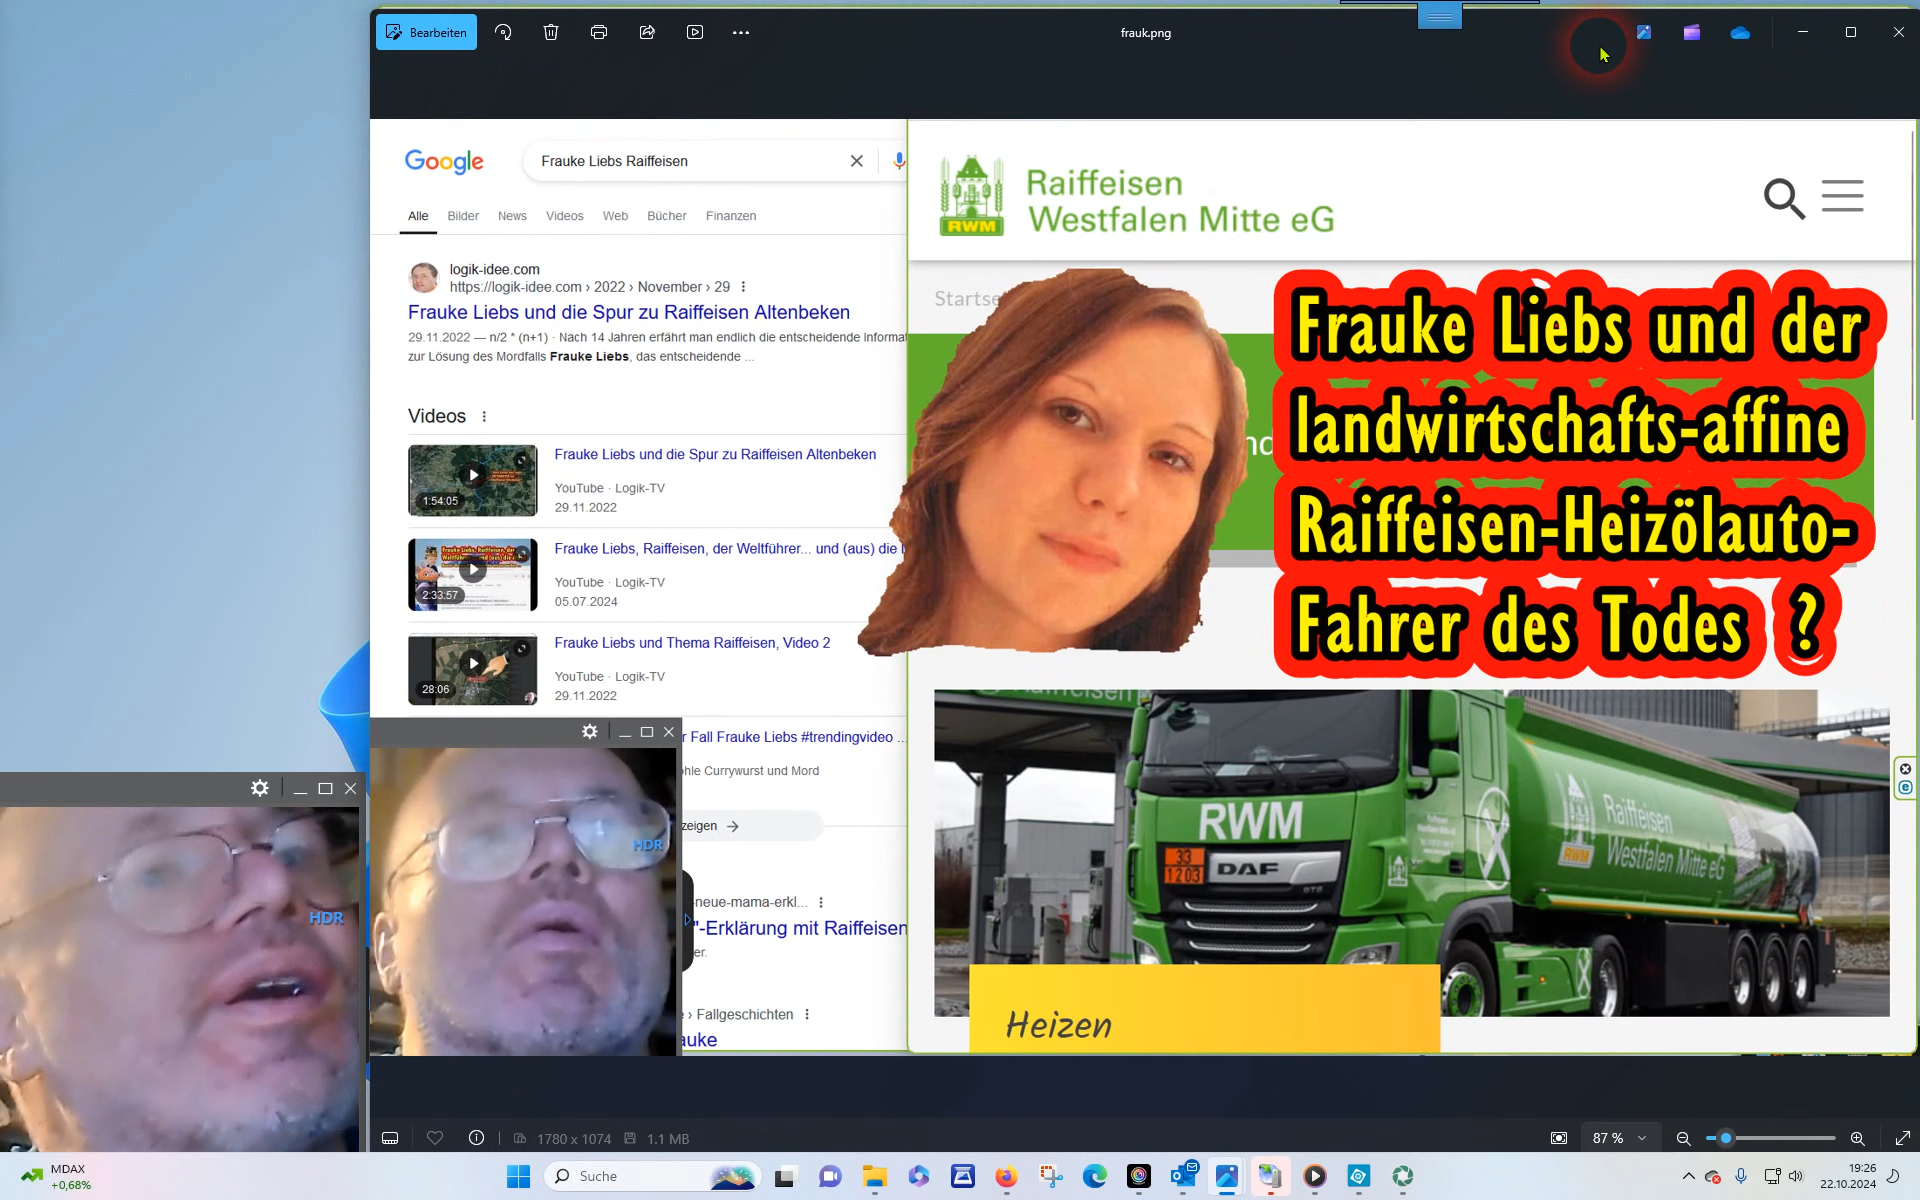 Bearbeiten
frauk.png
Google
Frauke Liebs Raiffeisen
Alle Bilder News Videos Web Bücher Finanzen
logik-idee.com
https://logik-idee.com › 2022 › November › 29
Frauke Liebs und die Spur zu Raiffeisen Altenbeken
29.11.2022 — n/2 * (n+1) · Nach 14 Jahren erfährt man endlich die entscheidende Informat
zur Lösung des Mordfalls Frauke Liebs, das entscheidende ...
Videos
Frauke Liebs und die Spur zu Raiffeisen Altenbeken
YouTube · Logik-TV
29.11.2022
1:54:05
Frauke Liebs, Raiffeisen, der Weltführer... und (aus) die
YouTube · Logik-TV
05.07.2024
2:33:57
Frauke Liebs und Thema Raiffeisen, Video 2
YouTube · Logik-TV
29.11.2022
28:06
r Fall Frauke Liebs #trendingvideo ...
ohle Currywurst und Mord
zeigen
-neue-mama-erkl...
"-Erklärung mit Raiffeisen
er.
› Fallgeschichten
auke
HDR
HDR
RWM
Raiffeisen
Westfalen Mitte eG
Startse
nd
Frauke Liebs und der
landwirtschafts-affine
Raiffeisen-Heizölauto-
Fahrer des Todes ?
Raiffeisen
RWM
33
1203
DAF
RWM
Raiffeisen
Westfalen Mitte eG
Heizen
1780 x 1074 1.1 MB
87 %
MDAX
+0,68%
Suche
19:26
22.10.2024